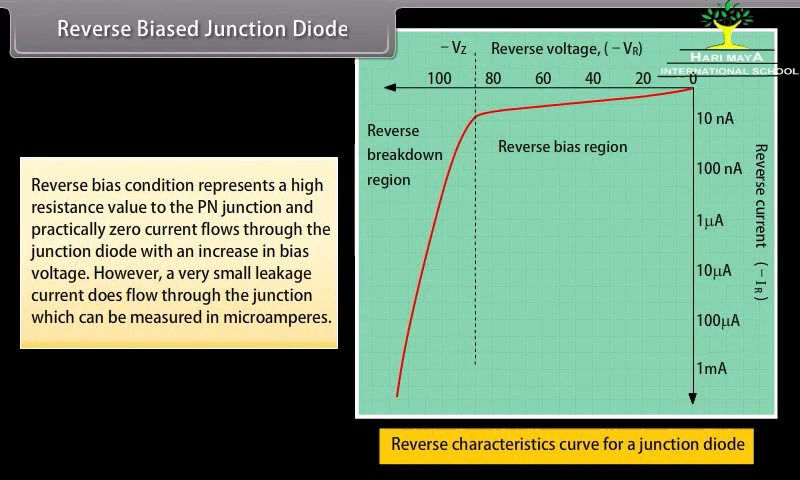 Reverse Biased Junction Diode
HARI MAYA
INTERNATIONAL SCHOOL
− VZ Reverse voltage, ( − VR)
100 80 60 40 20 0
Reverse
breakdown
region
Reverse bias region
10 nA
100 nA
1µA
10µA
100µA
1mA
Reverse current ( − IR)
Reverse bias condition represents a high
resistance value to the PN junction and
practically zero current flows through the
junction diode with an increase in bias
voltage. However, a very small leakage
current does flow through the junction
which can be measured in microamperes.
Reverse characteristics curve for a junction diode